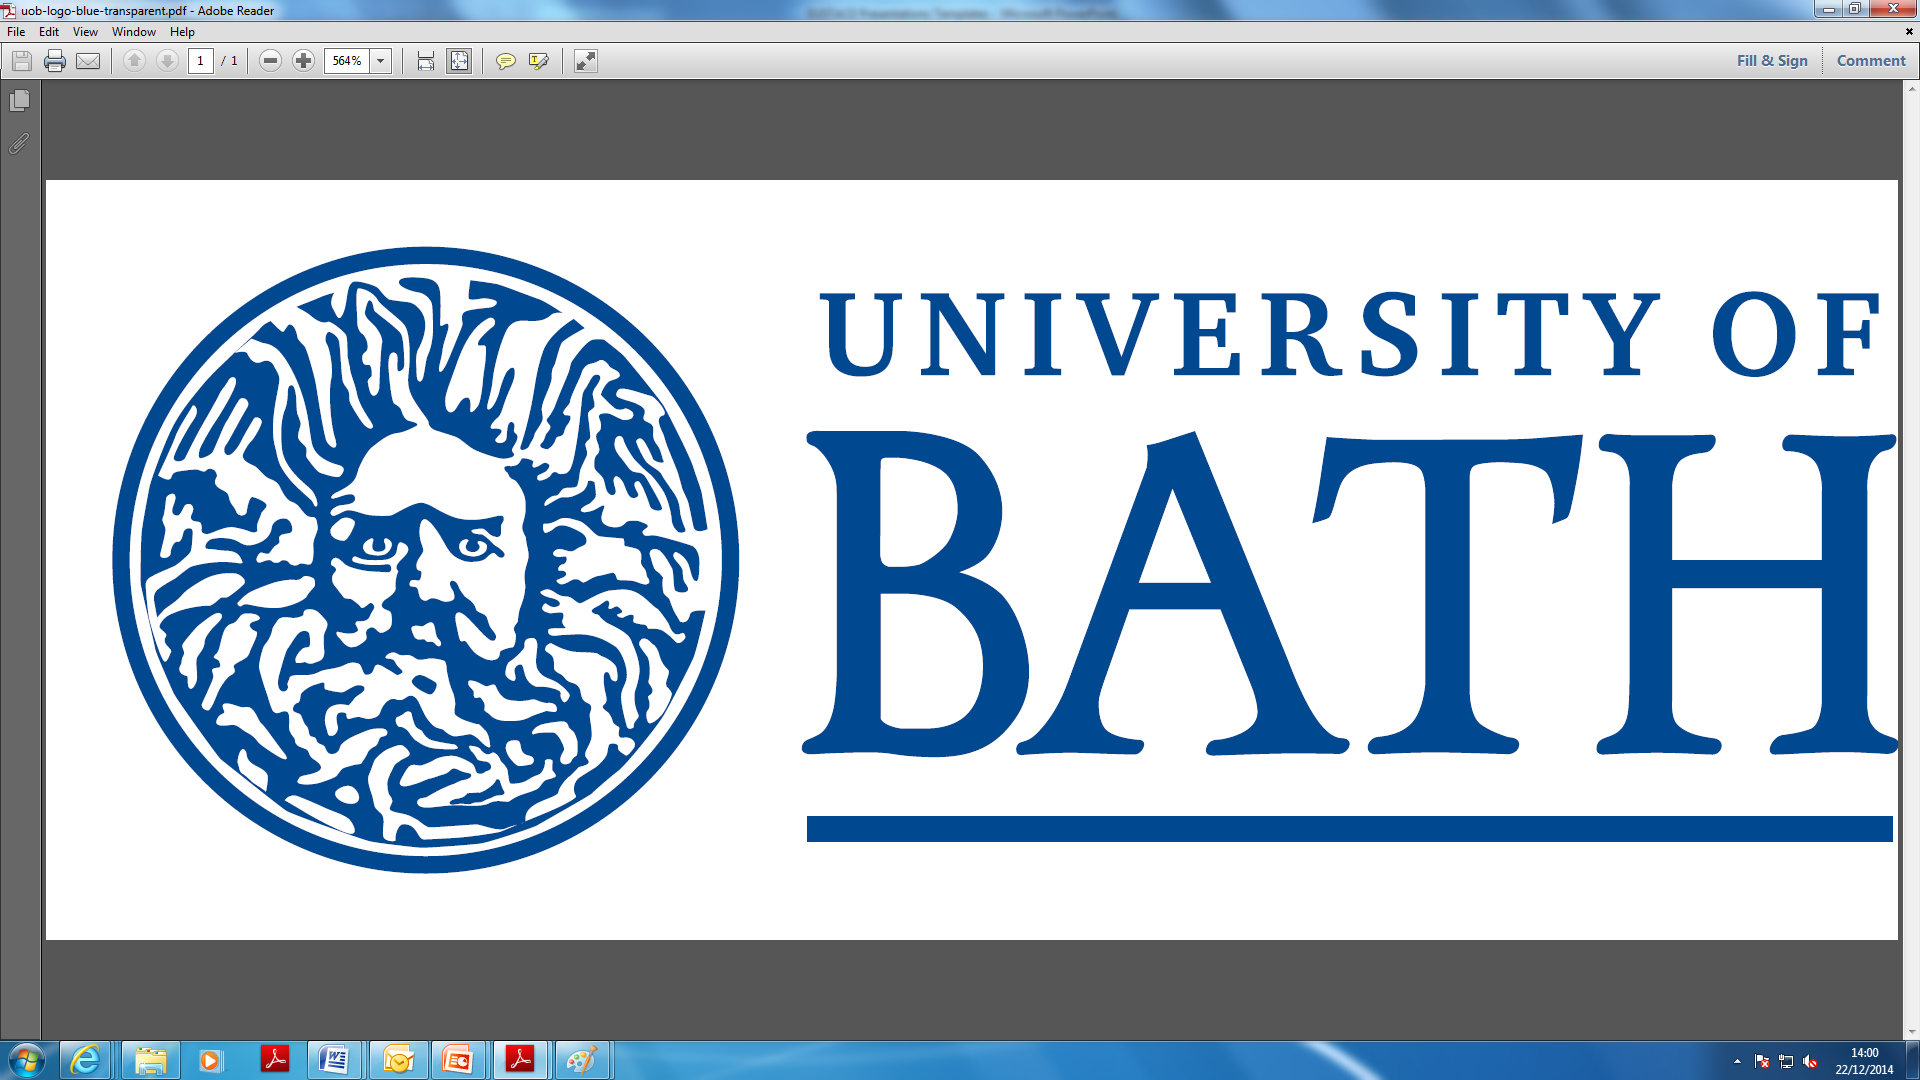 uob-logo-blue-transparent.pdf - Adobe Reader
File Edit View Window Help
1 / 1 564% Fill & Sign Comment
UNIVERSITY OF
BATH
14:00
22/12/2014